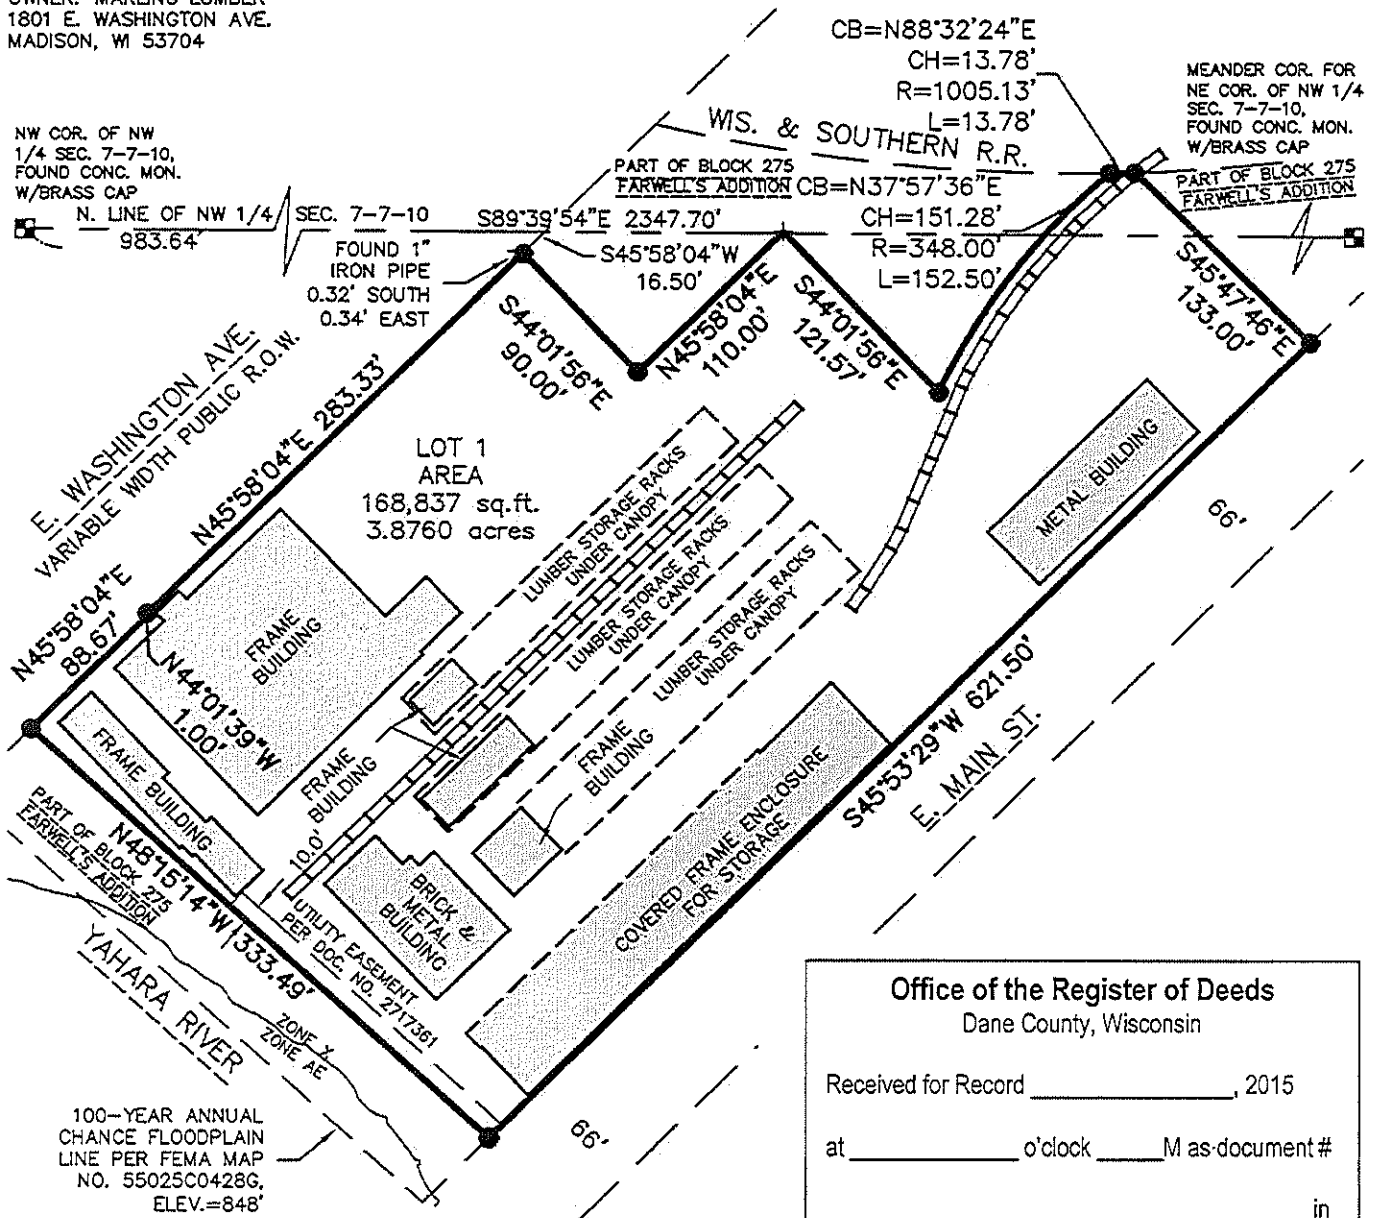 1801 E. WASHINGTON AVE.
MADISON, WI 53704
CB=N88°32'24"E
CH=13.78'
R=1005.13'
L=13.78'
MEANDER COR. FOR
NE COR. OF NW 1/4
SEC. 7-7-10,
FOUND CONC. MON.
W/BRASS CAP
NW COR. OF NW
1/4 SEC. 7-7-10,
FOUND CONC. MON.
W/BRASS CAP
WIS. & SOUTHERN R.R.
PART OF BLOCK 275
FARWELL'S ADDITION
PART OF BLOCK 275
FARWELL'S ADDITION
CB=N37°57'36"E
CH=151.28'
R=348.00'
L=152.50'
N. LINE OF NW 1/4 SEC. 7-7-10
983.64'
S89°39'54"E 2347.70'
FOUND 1"
IRON PIPE
0.32' SOUTH
0.34' EAST
S45°58'04"W
16.50'
S44°01'56"E
90.00'
N45°58'04"E
110.00'
S44°01'56"E
121.57'
S45°47'46"E
133.00'
E. WASHINGTON AVE.
VARIABLE WIDTH PUBLIC R.O.W.
N45°58'04"E 283.33'
LOT 1
AREA
168,837 sq.ft.
3.8760 acres
LUMBER STORAGE RACKS
UNDER CANOPY
LUMBER STORAGE RACKS
UNDER CANOPY
LUMBER STORAGE RACKS
UNDER CANOPY
METAL BUILDING
66'
N45°58'04"E
88.67'
N44°01'39"W
1.00'
FRAME
BUILDING
FRAME BUILDING
FRAME
BUILDING
FRAME
BUILDING
S45°53'29"W 621.50'
E. MAIN ST.
COVERED FRAME ENCLOSURE
FOR STORAGE
10.0'
BRICK &
METAL
BUILDING
UTILITY EASEMENT
PER DOC. NO. 2717361
PART OF BLOCK 275
FARWELL'S ADDITION
N48°15'14"W 333.49'
YAHARA RIVER
ZONE X
ZONE AE
100-YEAR ANNUAL
CHANCE FLOODPLAIN
LINE PER FEMA MAP
NO. 55025C0428G,
ELEV.=848'
66'
Office of the Register of Deeds
Dane County, Wisconsin
Received for Record ____________, 2015
at __________ o'clock ____M as document #
in